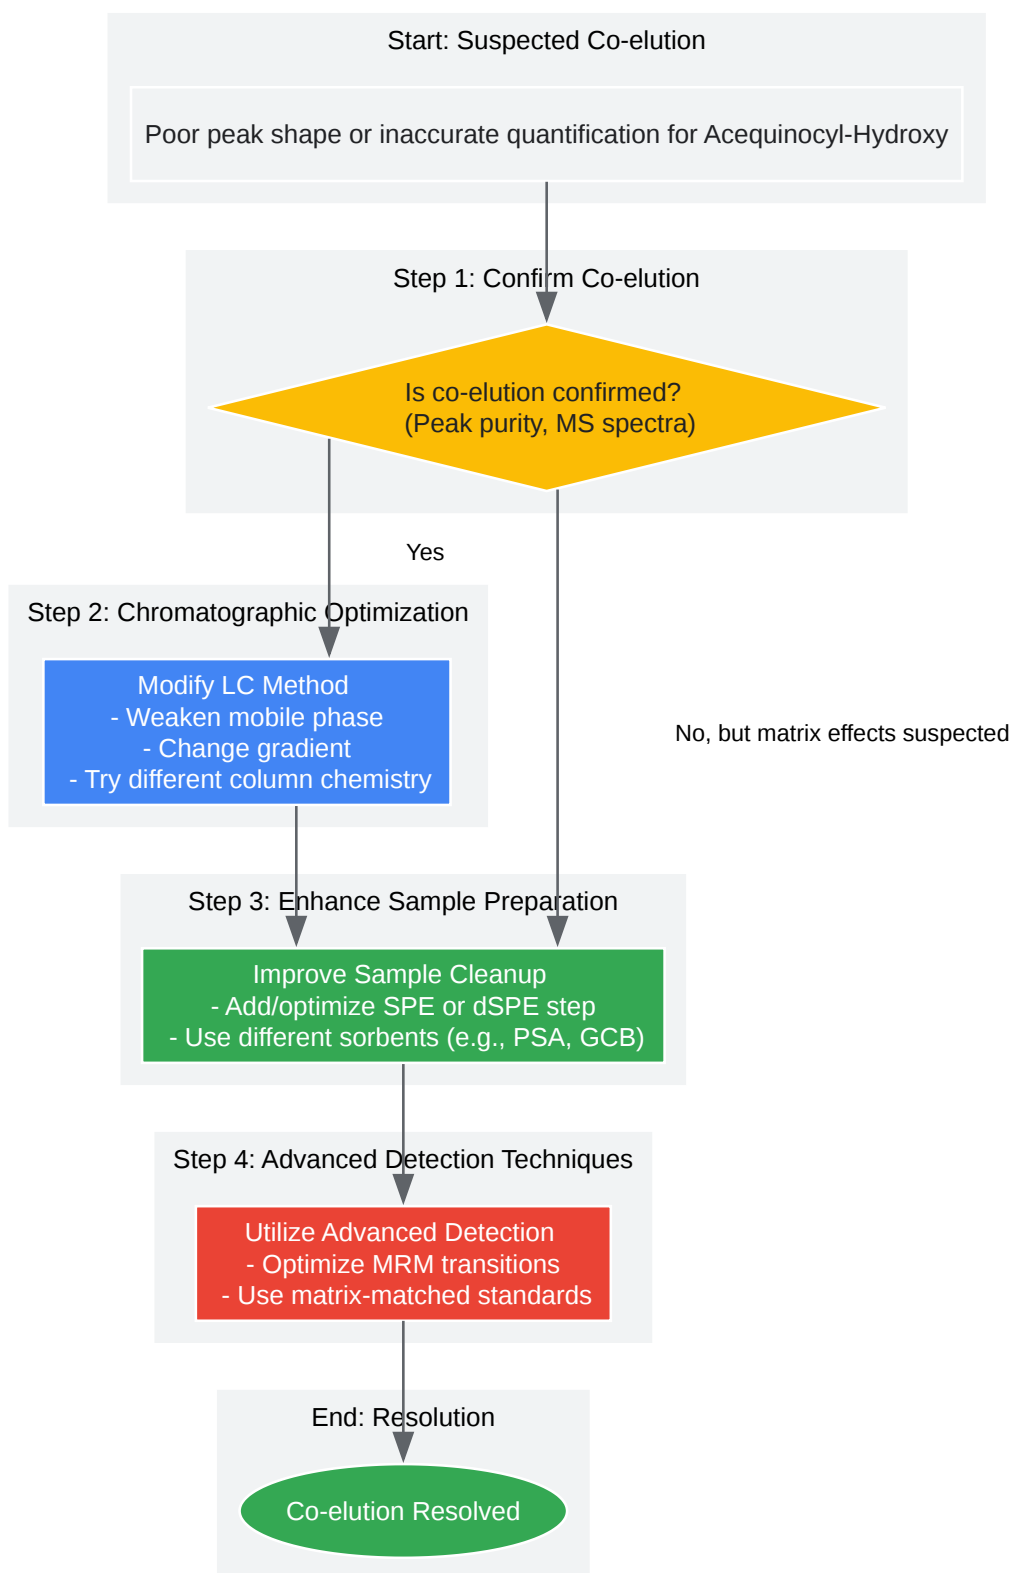 Start: Suspected Co-elution
Poor peak shape or inaccurate quantification for Acequinocyl-Hydroxy
Step 1: Confirm Co-elution
Is co-elution confirmed?
(Peak purity, MS spectra)
Yes
Step 2: Chromatographic Optimization
Modify LC Method
- Weaken mobile phase
- Change gradient
- Try different column chemistry
No, but matrix effects suspected
Step 3: Enhance Sample Preparation
Improve Sample Cleanup
- Add/optimize SPE or dSPE step
- Use different sorbents (e.g., PSA, GCB)
Step 4: Advanced Detection Techniques
Utilize Advanced Detection
- Optimize MRM transitions
- Use matrix-matched standards
End: Resolution
Co-elution Resolved